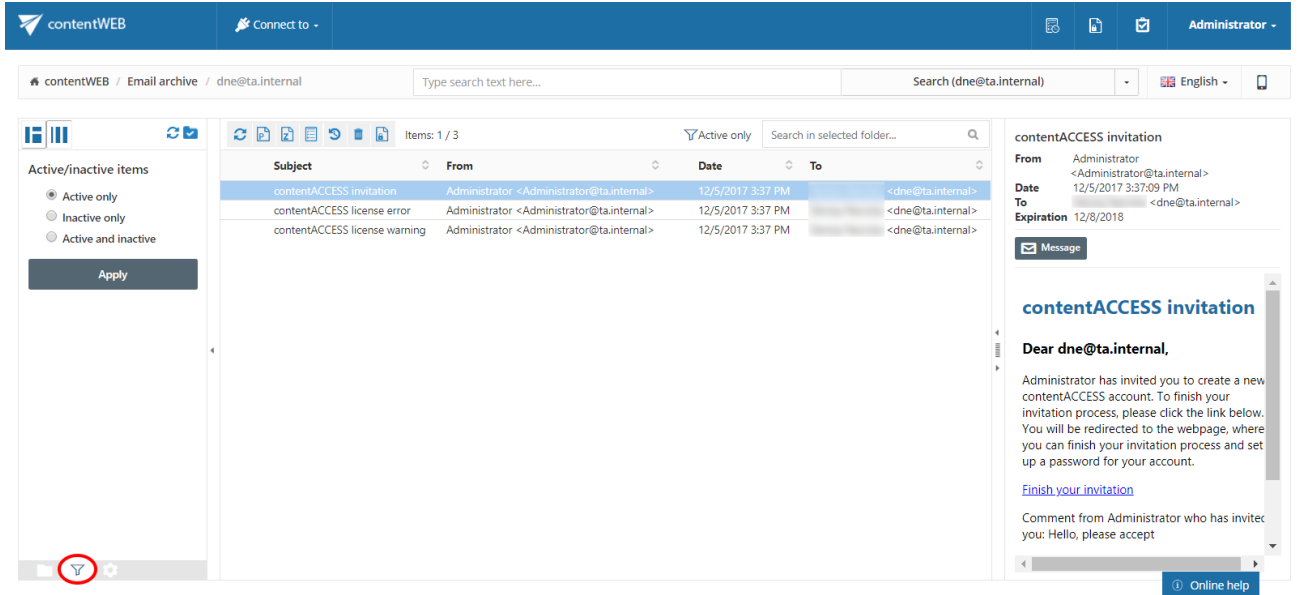 contentWEB
Connect to
Administrator
contentWEB / Email archive / dne@ta.internal
Type search text here...
Search (dne@ta.internal)
English
Active/inactive items
Active only
Inactive only
Active and inactive
Apply
Items: 1 / 3
Active only
Search in selected folder...
Subject From Date To
contentACCESS invitation Administrator <Administrator@ta.internal> 12/5/2017 3:37 PM <dne@ta.internal>
contentACCESS license error Administrator <Administrator@ta.internal> 12/5/2017 3:37 PM <dne@ta.internal>
contentACCESS license warning Administrator <Administrator@ta.internal> 12/5/2017 3:37 PM <dne@ta.internal>
contentACCESS invitation
From Administrator
<Administrator@ta.internal>
Date 12/5/2017 3:37:09 PM
To <dne@ta.internal>
Expiration 12/8/2018
Message
contentACCESS invitation
Dear dne@ta.internal,
Administrator has invited you to create a new
contentACCESS account. To finish your
invitation process, please click the link below.
You will be redirected to the webpage, where
you can finish your invitation process and set
up a password for your account.
Finish your invitation
Comment from Administrator who has invited
you: Hello, please accept
Online help